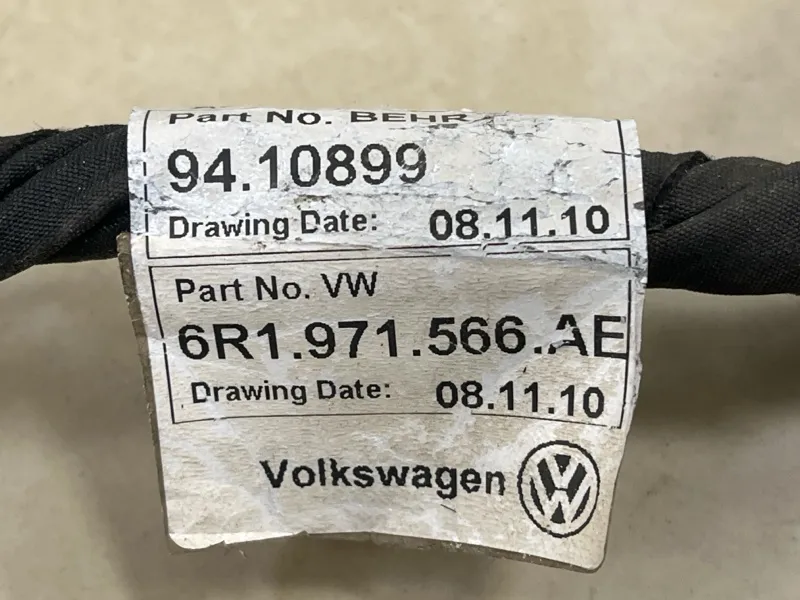 Part No. BEHR
94.10899
Drawing Date: 08.11.10
Part No. VW
6R1.971.566.AE
Drawing Date: 08.11.10
Volkswagen